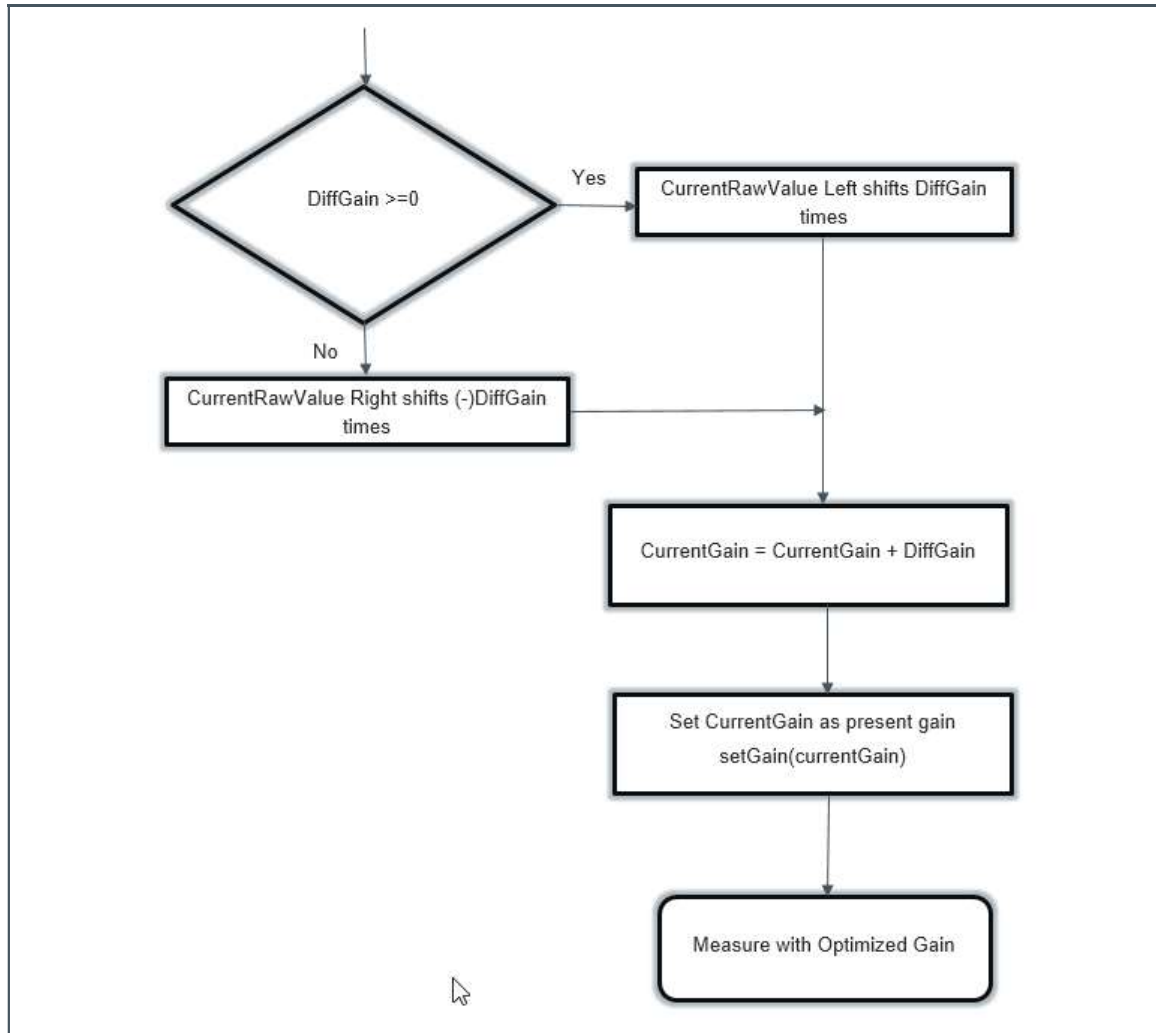 DiffGain >=0
Yes
CurrentRawValue Left shifts DiffGain
times
No
CurrentRawValue Right shifts (-)DiffGain
times
CurrentGain = CurrentGain + DiffGain
Set CurrentGain as present gain
setGain(currentGain)
Measure with Optimized Gain